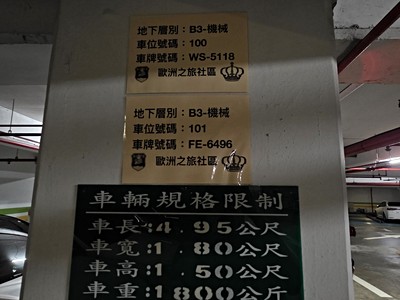 地下層別：B3-機械
車位號碼：100
車牌號碼：WS-5118
歐洲之旅社區
地下層別：B3-機械
車位號碼：101
車牌號碼：FE-6496
歐洲之旅社區
車輛規格限制
車長:4.95公尺
車寬:1.80公尺
車高:1.50公尺
車重:1800公斤